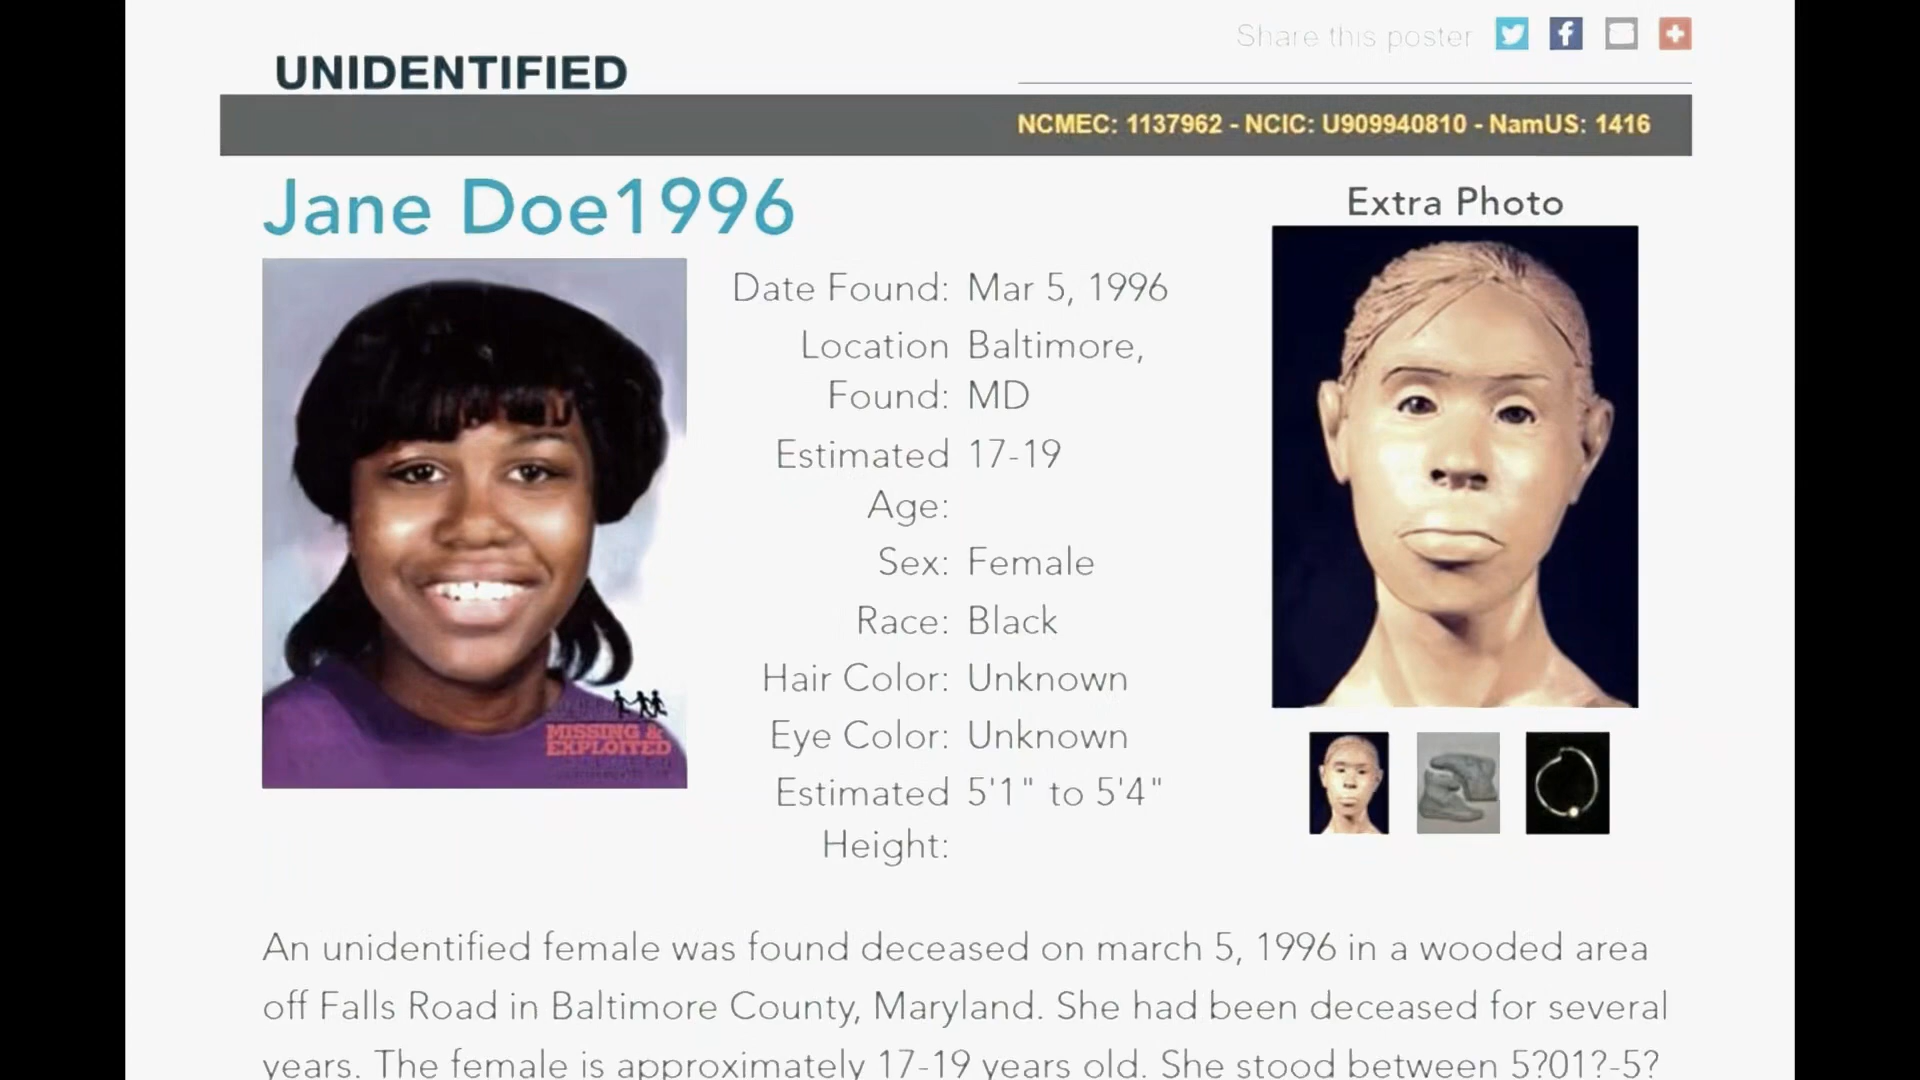 Share this poster
UNIDENTIFIED
NCMEC: 1137962 - NCIC: U909940810 - NamUS: 1416
Jane Doe1996
Extra Photo
Date Found: Mar 5, 1996
Location Baltimore,
Found: MD
Estimated 17-19
Age:
Sex: Female
Race: Black
Hair Color: Unknown
Eye Color: Unknown
Estimated 5'1" to 5'4"
Height:
MISSING &
EXPLOITED
An unidentified female was found deceased on march 5, 1996 in a wooded area
off Falls Road in Baltimore County, Maryland. She had been deceased for several
years. The female is approximately 17-19 years old. She stood between 5?01?-5?